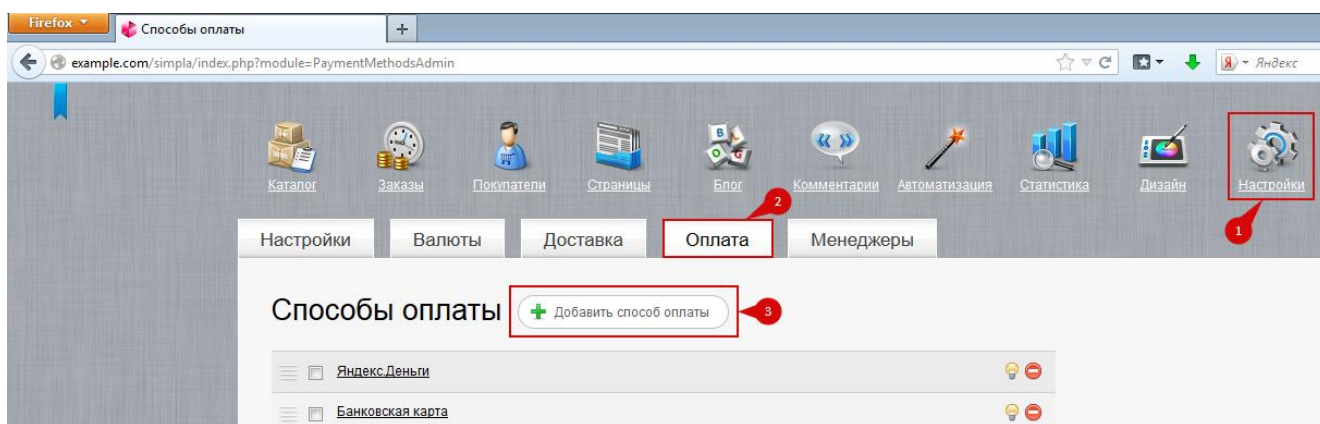 Firefox
Способы оплаты
+
example.com/simpla/index.php?module=PaymentMethodsAdmin
Я Яндекс
БЛОГ
Каталог Заказы Покупатели Страницы Блог Комментарии Автоматизация Статистика Дизайн Настройки
2
1
Настройки Валюты Доставка Оплата Менеджеры
Способы оплаты Добавить способ оплаты 3
Яндекс.Деньги
Банковская карта